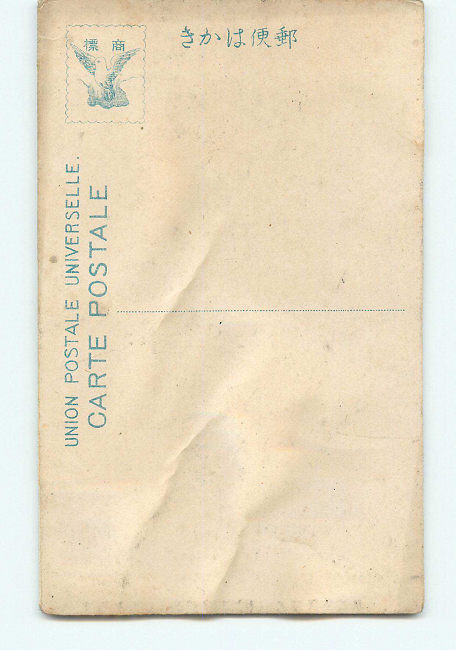 郵便はかき
商標
UNION POSTALE UNIVERSELLE.
CARTE POSTALE